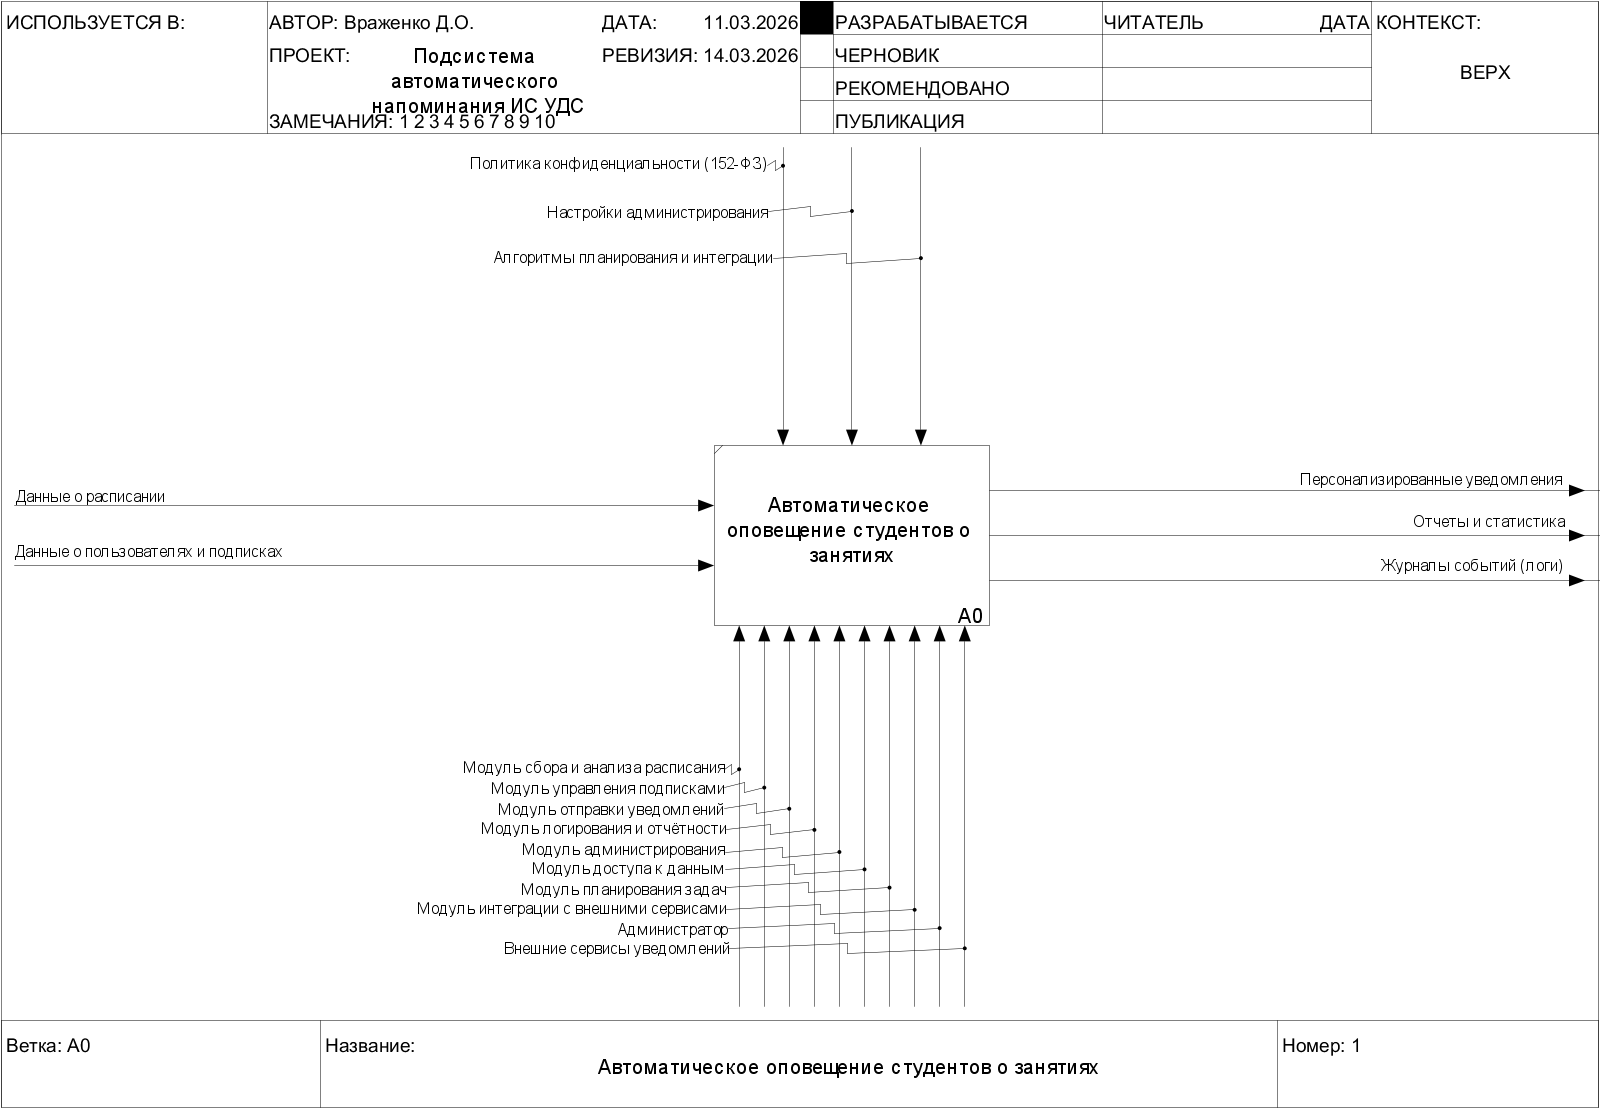 ИСПОЛЬЗУЕТСЯ В:
АВТОР: Враженко Д.О.
ДАТА: 11.03.2026
РАЗРАБАТЫВАЕТСЯ
ЧИТАТЕЛЬ
ДАТА
КОНТЕКСТ:
ПРОЕКТ:
Подсистема
автоматического
напоминания ИС УДС
РЕВИЗИЯ: 14.03.2026
ЧЕРНОВИК
РЕКОМЕНДОВАНО
ВЕРХ
ЗАМЕЧАНИЯ: 1 2 3 4 5 6 7 8 9 10
ПУБЛИКАЦИЯ
Политика конфиденциальности (152-ФЗ)
Настройки администрирования
Алгоритмы планирования и интеграции
Данные о расписании
Данные о пользователях и подписках
Автоматическое
оповещение студентов о
занятиях
A0
Персонализированные уведомления
Отчеты и статистика
Журналы событий (логи)
Модуль сбора и анализа расписания
Модуль управления подписками
Модуль отправки уведомлений
Модуль логирования и отчётности
Модуль администрирования
Модуль доступа к данным
Модуль планирования задач
Модуль интеграции с внешними сервисами
Администратор
Внешние сервисы уведомлений
Ветка: A0
Название:
Автоматическое оповещение студентов о занятиях
Номер: 1